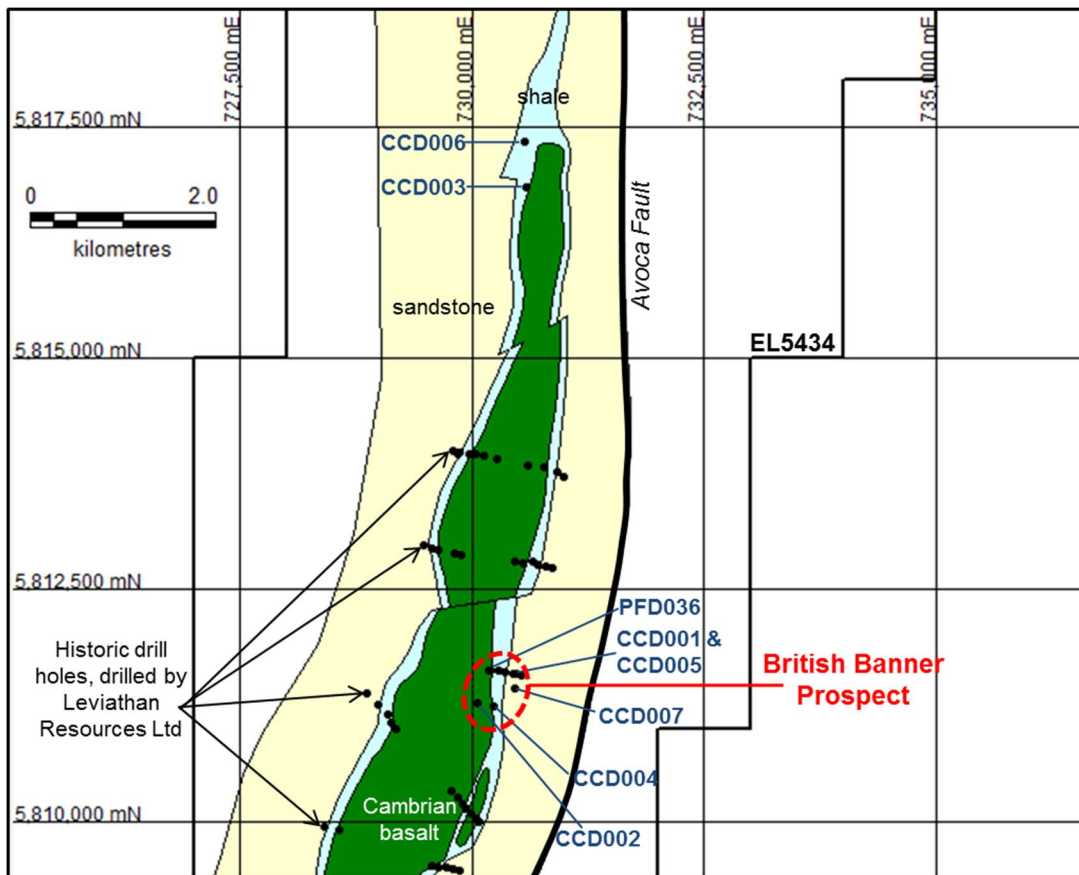 727,500 mE
730,000 mE
732,500 mE
735,000 mE
shale
5,817,500 mN
CCD006
CCD003
0
2.0
kilometres
Avoca Fault
sandstone
EL5434
5,815,000 mN
5,812,500 mN
PFD036
CCD001 &
CCD005
Historic drill
holes, drilled by
Leviathan
Resources Ltd
British Banner
Prospect
CCD007
CCD004
5,810,000 mN
Cambrian
basalt
CCD002